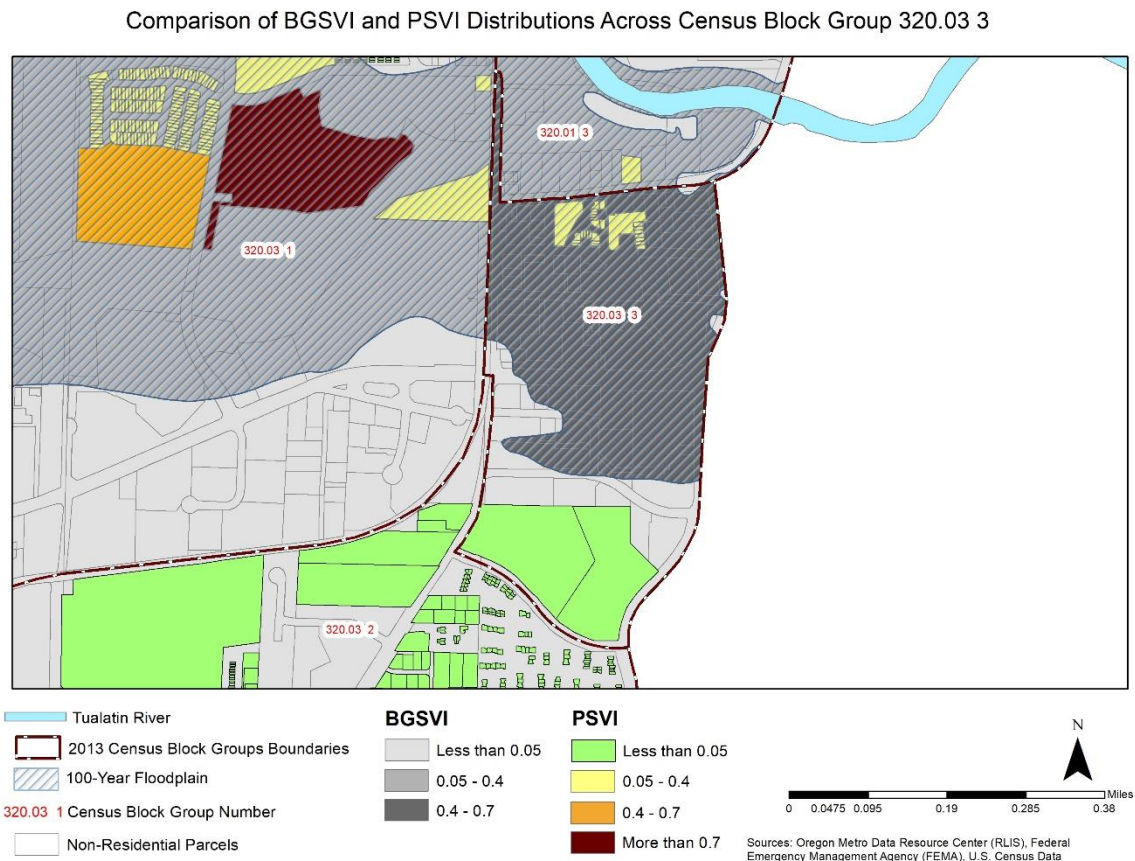 Comparison of BGSVI and PSVI Distributions Across Census Block Group 320.03 3
320.01 3
320.03 1
320.03 3
320.03 2
Tualatin River
2013 Census Block Groups Boundaries
100-Year Floodplain
320.03 1 Census Block Group Number
Non-Residential Parcels
BGSVI
Less than 0.05
0.05 - 0.4
0.4 - 0.7
PSVI
Less than 0.05
0.05 - 0.4
0.4 - 0.7
More than 0.7
N
Miles
0 0.0475 0.095 0.19 0.285 0.38
Sources: Oregon Metro Data Resource Center (RLIS), Federal
Emergency Management Agency (FEMA), U.S. Census Data